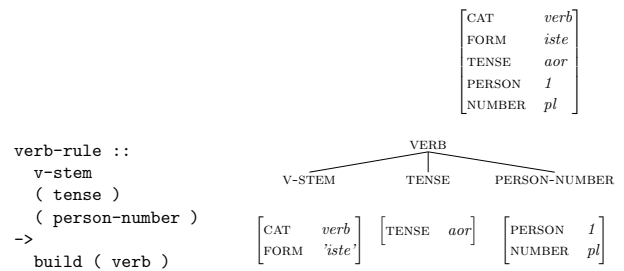 CAT verb
FORM iste
TENSE aor
PERSON 1
NUMBER pl
verb-rule ::
v-stem
( tense )
( person-number )
->
build ( verb )
VERB
V-STEM TENSE PERSON-NUMBER
CAT verb
FORM 'iste'
TENSE aor
PERSON 1
NUMBER pl